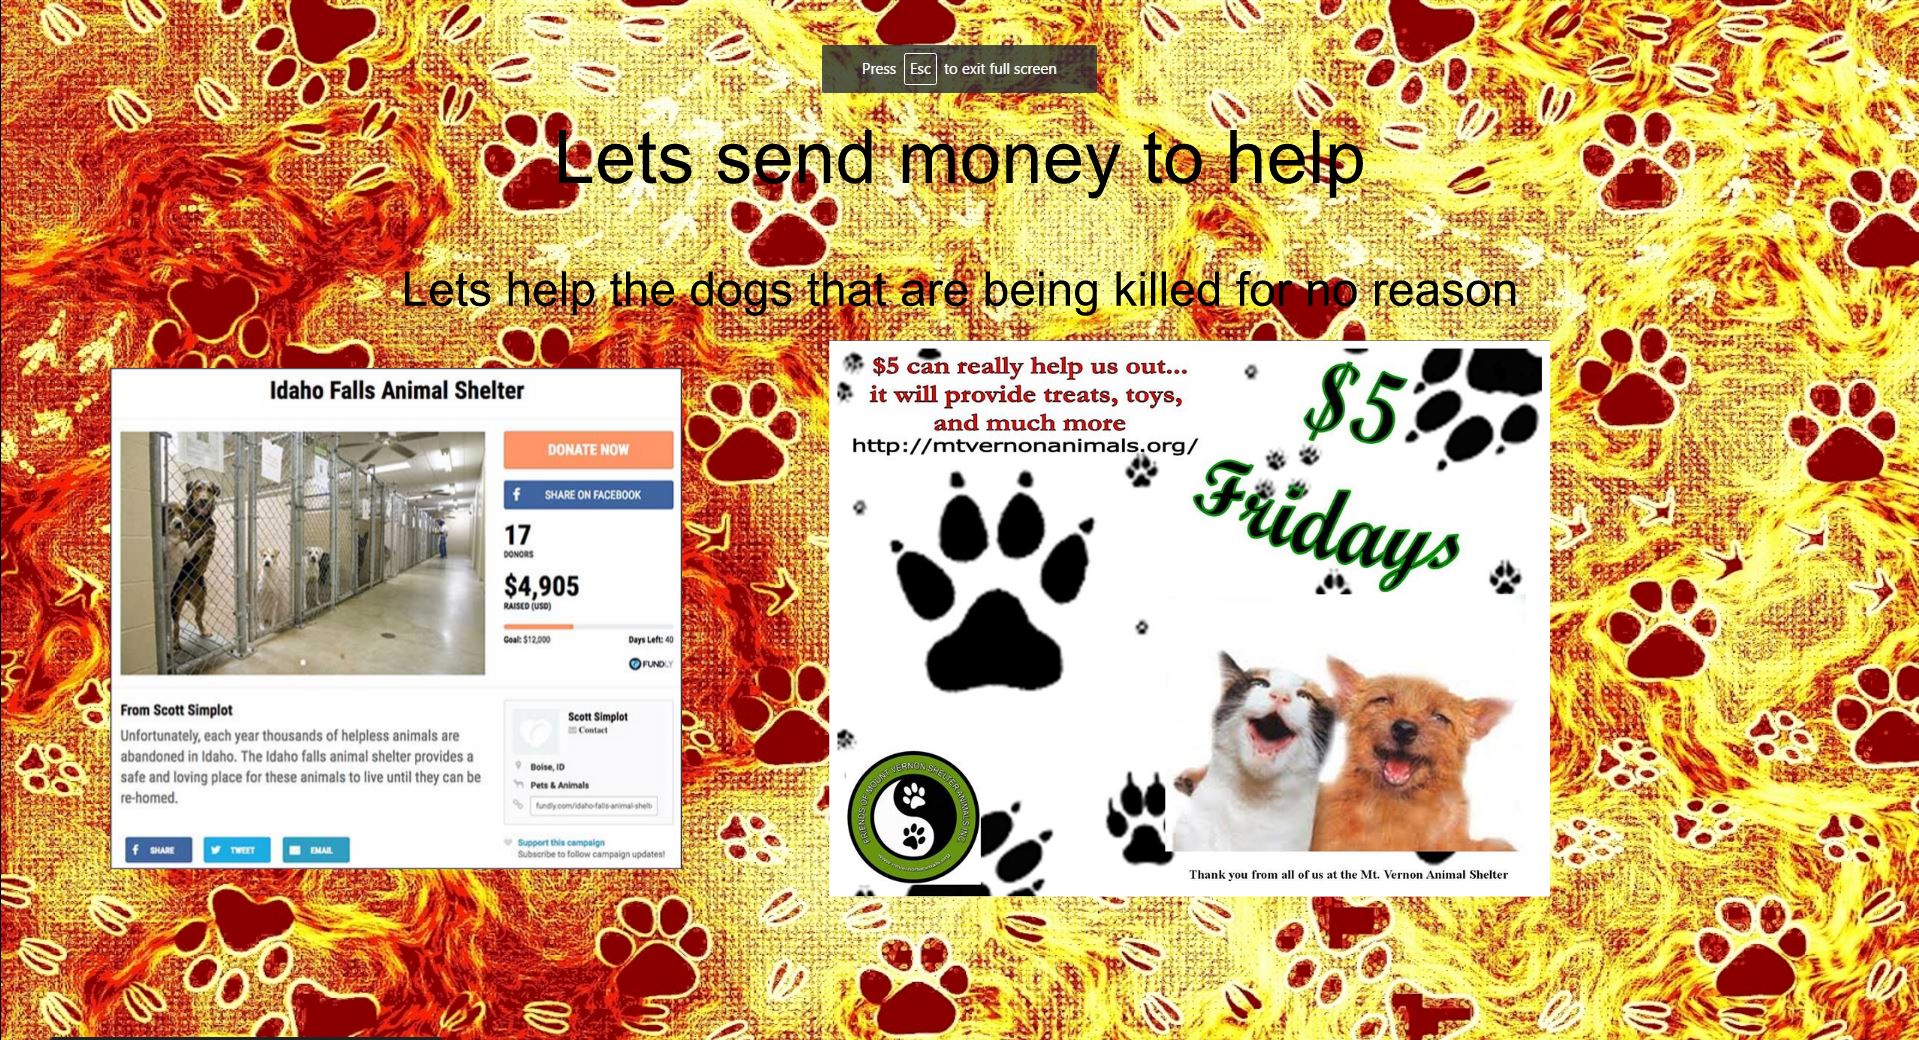 Press Esc to exit full screen
Lets send money to help
Lets help the dogs that are being killed for no reason
Idaho Falls Animal Shelter
DONATE NOW
f SHARE ON FACEBOOK
17
DONORS
$4,905
RAISED (USD)
Goal: $12,000 Days Left: 40
FUNDLY
From Scott Simplot
Unfortunately, each year thousands of helpless animals are
abandoned in Idaho. The Idaho falls animal shelter provides a
safe and loving place for these animals to live until they can be
re-homed.
f SHARE
TWEET
EMAIL
Scott Simplot
Contact
Boise, ID
Pets & Animals
fundly.com/idaho-falls-animal-shelt
Support this campaign
Subscribe to follow campaign updates!
$5 can really help us out...
it will provide treats, toys,
and much more
http://mtvernonanimals.org/
$5
Fridays
FRIENDS OF MOUNT VERNON SHELTER ANIMALS INC.
Thank you from all of us at the Mt. Vernon Animal Shelter